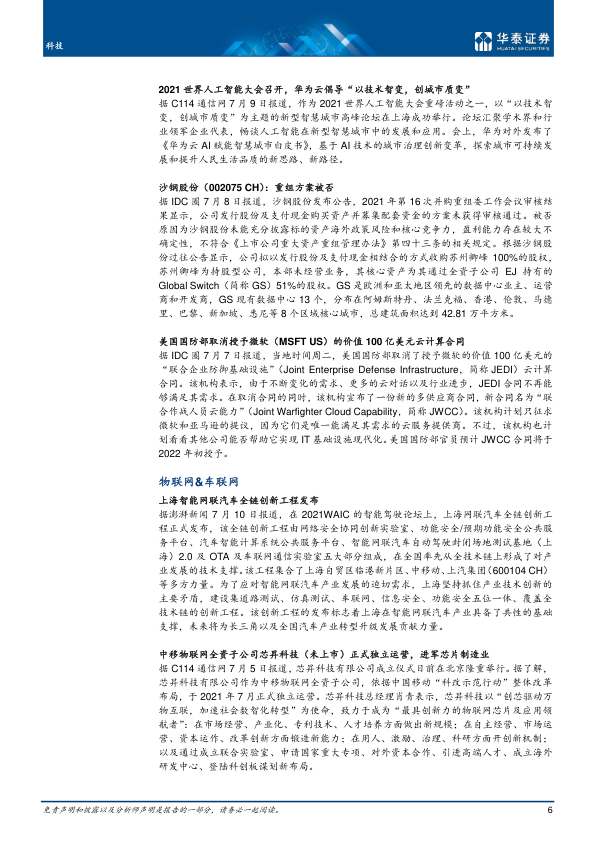 科技
华泰证券
HUATAI SECURITIES
2021 世界人工智能大会召开，华为云倡导“以技术智变，创城市质变”
据 C114 通信网 7 月 9 日报道，作为 2021 世界人工智能大会重磅活动之一，以“以技术智
变，创城市质变”为主题的新型智慧城市高峰论坛在上海成功举行。论坛汇聚学术界和行
业领军企业代表，畅谈人工智能在新型智慧城市中的发展和应用。会上，华为对外发布了
《华为云 AI 赋能智慧城市白皮书》，基于 AI 技术的城市治理创新变革，探索城市可持续发
展和提升人民生活品质的新思路、新路径。
沙钢股份（002075 CH）：重组方案被否
据 IDC 圈 7 月 8 日报道，沙钢股份发布公告，2021 年第 16 次并购重组委工作会议审核结
果显示，公司发行股份及支付现金购买资产并募集配套资金的方案未获得审核通过。被否
原因为沙钢股份未能充分披露标的资产海外政策风险和核心竞争力，盈利能力存在较大不
确定性，不符合《上市公司重大资产重组管理办法》第四十三条的相关规定。根据沙钢股
份过往公告显示，公司拟以发行股份及支付现金相结合的方式收购苏州卿峰 100%的股权，
苏州卿峰为持股型公司，本部未经营业务，其核心资产为其通过全资子公司 EJ 持有的
Global Switch（简称 GS）51%的股权。GS 是欧洲和亚太地区领先的数据中心业主、运营
商和开发商，GS 现有数据中心 13 个，分布在阿姆斯特丹、法兰克福、香港、伦敦、马德
里、巴黎、新加坡、悉尼等 8 个区域核心城市，总建筑面积达到 42.81 万平方米。
美国国防部取消授予微软（MSFT US）的价值 100 亿美元云计算合同
据 IDC 圈 7 月 7 日报道，当地时间周二，美国国防部取消了授予微软的价值 100 亿美元的
“联合企业防御基础设施”（Joint Enterprise Defense Infrastructure，简称 JEDI）云计算
合同。该机构表示，由于不断变化的需求、更多的云对话以及行业进步，JEDI 合同不再能
够满足其需求。在取消合同的同时，该机构宣布了一份新的多供应商合同，新合同名为“联
合作战人员云能力”（Joint Warfighter Cloud Capability，简称 JWCC）。该机构计划只征求
微软和亚马逊的提议，因为它们是唯一能满足其需求的云服务提供商。不过，该机构也计
划看看其他公司能否帮助它实现 IT 基础设施现代化。美国国防部官员预计 JWCC 合同将于
2022 年初授予。
物联网&车联网
上海智能网联汽车全链创新工程发布
据澎湃新闻 7 月 10 日报道，在 2021WAIC 的智能驾驶论坛上，上海网联汽车全链创新工
程正式发布，该全链创新工程由网络安全协同创新实验室、功能安全/预期功能安全公共服
务平台、汽车智能计算系统公共服务平台、智能网联汽车自动驾驶封闭场地测试基地（上
海）2.0 及 OTA 及车联网通信实验室五大部分组成，在全国率先从全技术链上形成了对产
业发展的技术支撑。该工程集合了上海自贸区临港新片区、中移动、上汽集团（600104 CH）
等多方力量。为了应对智能网联汽车产业发展的迫切需求，上海坚持抓住产业技术创新的
主要矛盾，建设集道路测试、仿真测试、车联网、信息安全、功能安全五位一体、覆盖全
技术链的创新工程。该创新工程的发布标志着上海在智能网联汽车产业具备了共性的基础
支撑，未来将为长三角以及全国汽车产业转型升级发展贡献力量。
中移物联网全资子公司芯昇科技（未上市）正式独立运营，进军芯片制造业
据 C114 通信网 7 月 5 日报道，芯昇科技有限公司成立仪式日前在北京隆重举行。据了解，
芯昇科技有限公司作为中移物联网全资子公司，依据中国移动“科改示范行动”整体改革
布局，于 2021 年 7 月正式独立运营。芯昇科技总经理肖青表示，芯昇科技以“创芯驱动万
物互联，加速社会数智化转型”为使命，致力于成为“最具创新力的物联网芯片及应用领
航者”：在市场经营、产业化、专利技术、人才培养方面做出新规模；在自主经营、市场运
营、资本运作、改革创新方面锻造新能力；在用人、激励、治理、科研方面开创新机制；
以及通过成立联合实验室、申请国家重大专项、对外资本合作、引进高端人才、成立海外
研发中心、登陆科创板谋划新布局。
免责声明和披露以及分析师声明是报告的一部分，请务必一起阅读。
6